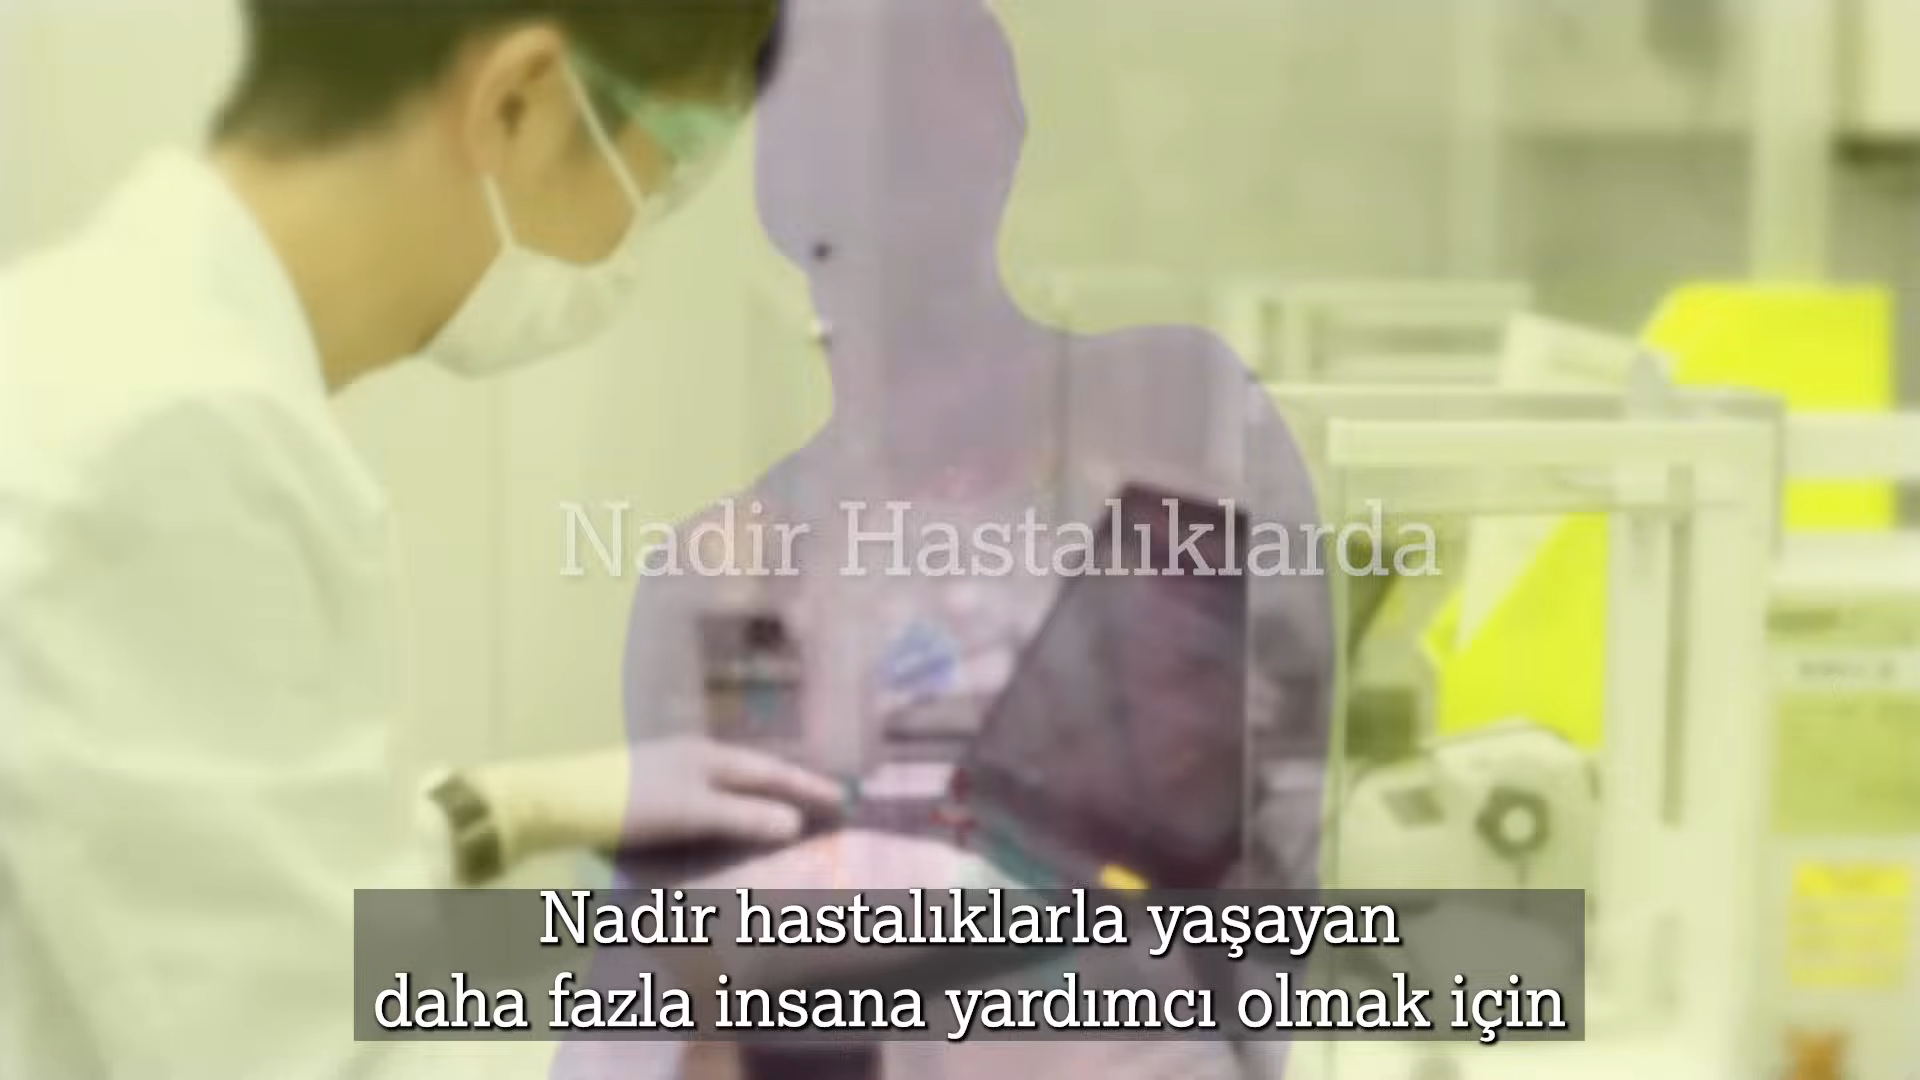 Nadir Hastalıklarda
Nadir hastalıklarla yaşayan
daha fazla insana yardımcı olmak için